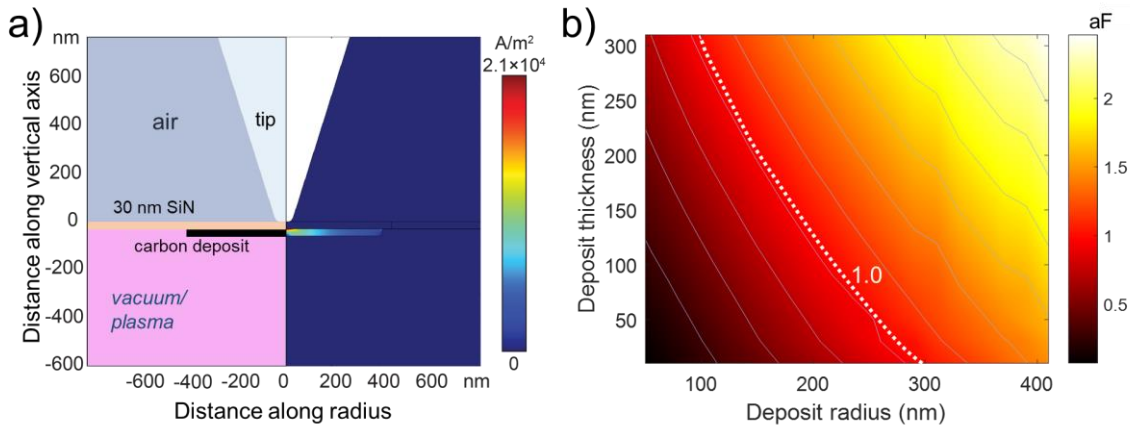 a)
nm
600
400
200
0
-200
-400
-600
Distance along vertical axis
air
tip
30 nm SiN
carbon deposit
vacuum/
plasma
-600 -400 -200 0 200 400 600 nm
Distance along radius
A/m²
2.1×10⁴
0
b)
300
250
200
150
100
50
Deposit thickness (nm)
1.0
100 200 300 400
Deposit radius (nm)
aF
2
1.5
1
0.5